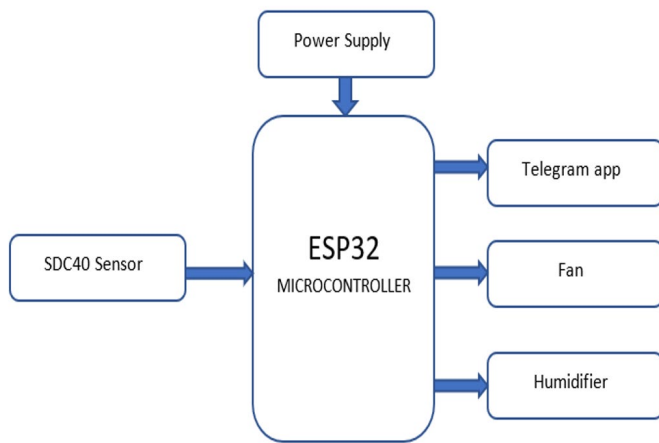 Power Supply
Telegram app
ESP32
MICROCONTROLLER
SDC40 Sensor
Fan
Humidifier